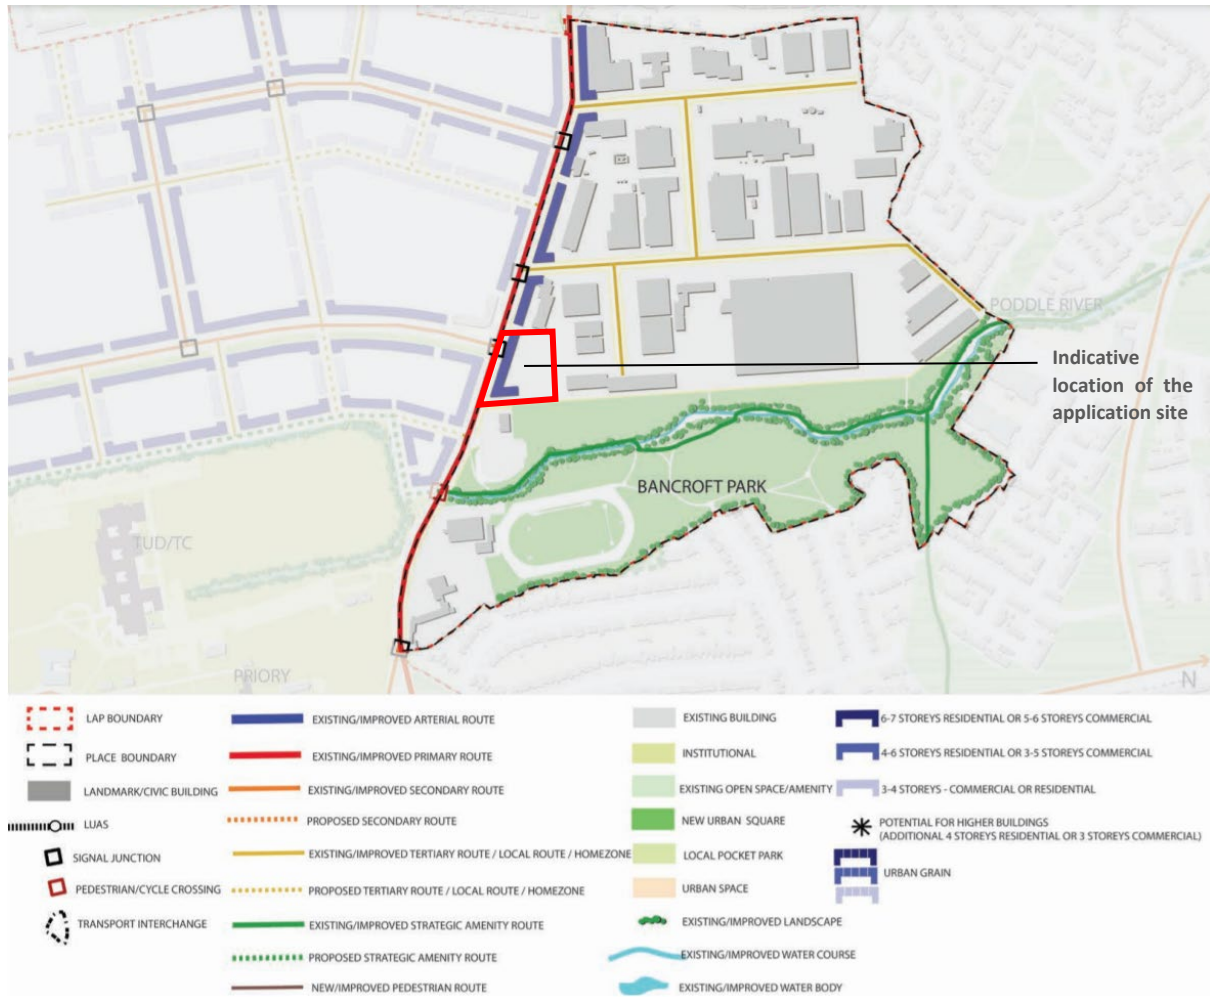 PODDLE RIVER
Indicative
location of the
application site
BANCROFT PARK
TUD/TC
PRIORY
N
LAP BOUNDARY
PLACE BOUNDARY
LANDMARK/CIVIC BUILDING
LUAS
SIGNAL JUNCTION
PEDESTRIAN/CYCLE CROSSING
TRANSPORT INTERCHANGE
EXISTING/IMPROVED ARTERIAL ROUTE
EXISTING/IMPROVED PRIMARY ROUTE
EXISTING/IMPROVED SECONDARY ROUTE
PROPOSED SECONDARY ROUTE
EXISTING/IMPROVED TERTIARY ROUTE / LOCAL ROUTE / HOMEZONE
PROPOSED TERTIARY ROUTE / LOCAL ROUTE / HOMEZONE
EXISTING/IMPROVED STRATEGIC AMENITY ROUTE
PROPOSED STRATEGIC AMENITY ROUTE
NEW/IMPROVED PEDESTRIAN ROUTE
EXISTING BUILDING
INSTITUTIONAL
EXISTING OPEN SPACE/AMENITY
NEW URBAN SQUARE
LOCAL POCKET PARK
URBAN SPACE
EXISTING/IMPROVED LANDSCAPE
EXISTING/IMPROVED WATER COURSE
EXISTING/IMPROVED WATER BODY
6-7 STOREYS RESIDENTIAL OR 5-6 STOREYS COMMERCIAL
4-6 STOREYS RESIDENTIAL OR 3-5 STOREYS COMMERCIAL
3-4 STOREYS - COMMERCIAL OR RESIDENTIAL
POTENTIAL FOR HIGHER BUILDINGS
(ADDITIONAL 4 STOREYS RESIDENTIAL OR 3 STOREYS COMMERCIAL)
URBAN GRAIN